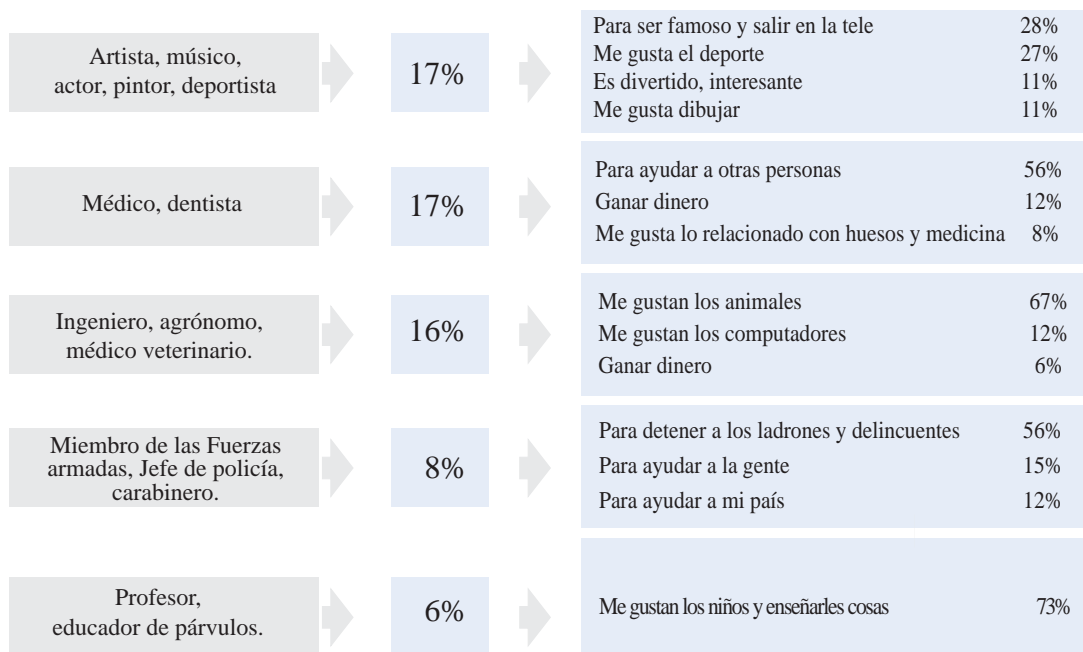 Artista, músico,
actor, pintor, deportista
17%
Para ser famoso y salir en la tele 28%
Me gusta el deporte 27%
Es divertido, interesante 11%
Me gusta dibujar 11%
Médico, dentista
17%
Para ayudar a otras personas 56%
Ganar dinero 12%
Me gusta lo relacionado con huesos y medicina 8%
Ingeniero, agrónomo,
médico veterinario.
16%
Me gustan los animales 67%
Me gustan los computadores 12%
Ganar dinero 6%
Miembro de las Fuerzas
armadas, Jefe de policía,
carabinero.
8%
Para detener a los ladrones y delincuentes 56%
Para ayudar a la gente 15%
Para ayudar a mi país 12%
Profesor,
educador de párvulos.
6%
Me gustan los niños y enseñarles cosas 73%